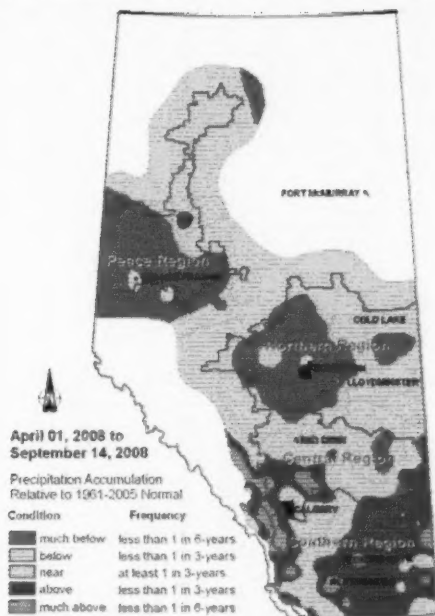 FORT McMURRAY
Peace Region
COLD LAKE
Northern Region
LLOYDMINSTER
RED DEER
Central Region
CALGARY
Southern Region
April 01, 2008 to
September 14, 2008
Precipitation Accumulation
Relative to 1961-2005 Normal
Condition Frequency
much below less than 1 in 6-years
below less than 1 in 3-years
near at least 1 in 3-years
above less than 1 in 3-years
much above less than 1 in 6-years